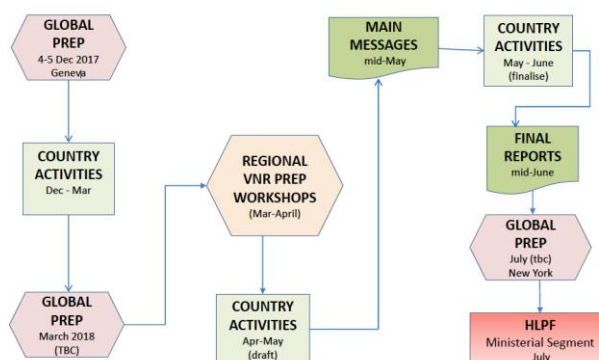 GLOBAL
PREP
4-5 Dec 2017
Geneva
COUNTRY
ACTIVITIES
Dec - Mar
GLOBAL
PREP
March 2018
(TBC)
REGIONAL
VNR PREP
WORKSHOPS
(Mar-April)
COUNTRY
ACTIVITIES
Apr-May
(draft)
MAIN
MESSAGES
mid-May
COUNTRY
ACTIVITIES
May - June
(finalise)
FINAL
REPORTS
mid-June
GLOBAL
PREP
July (tbc)
New York
HLPF
Ministerial Segment
July